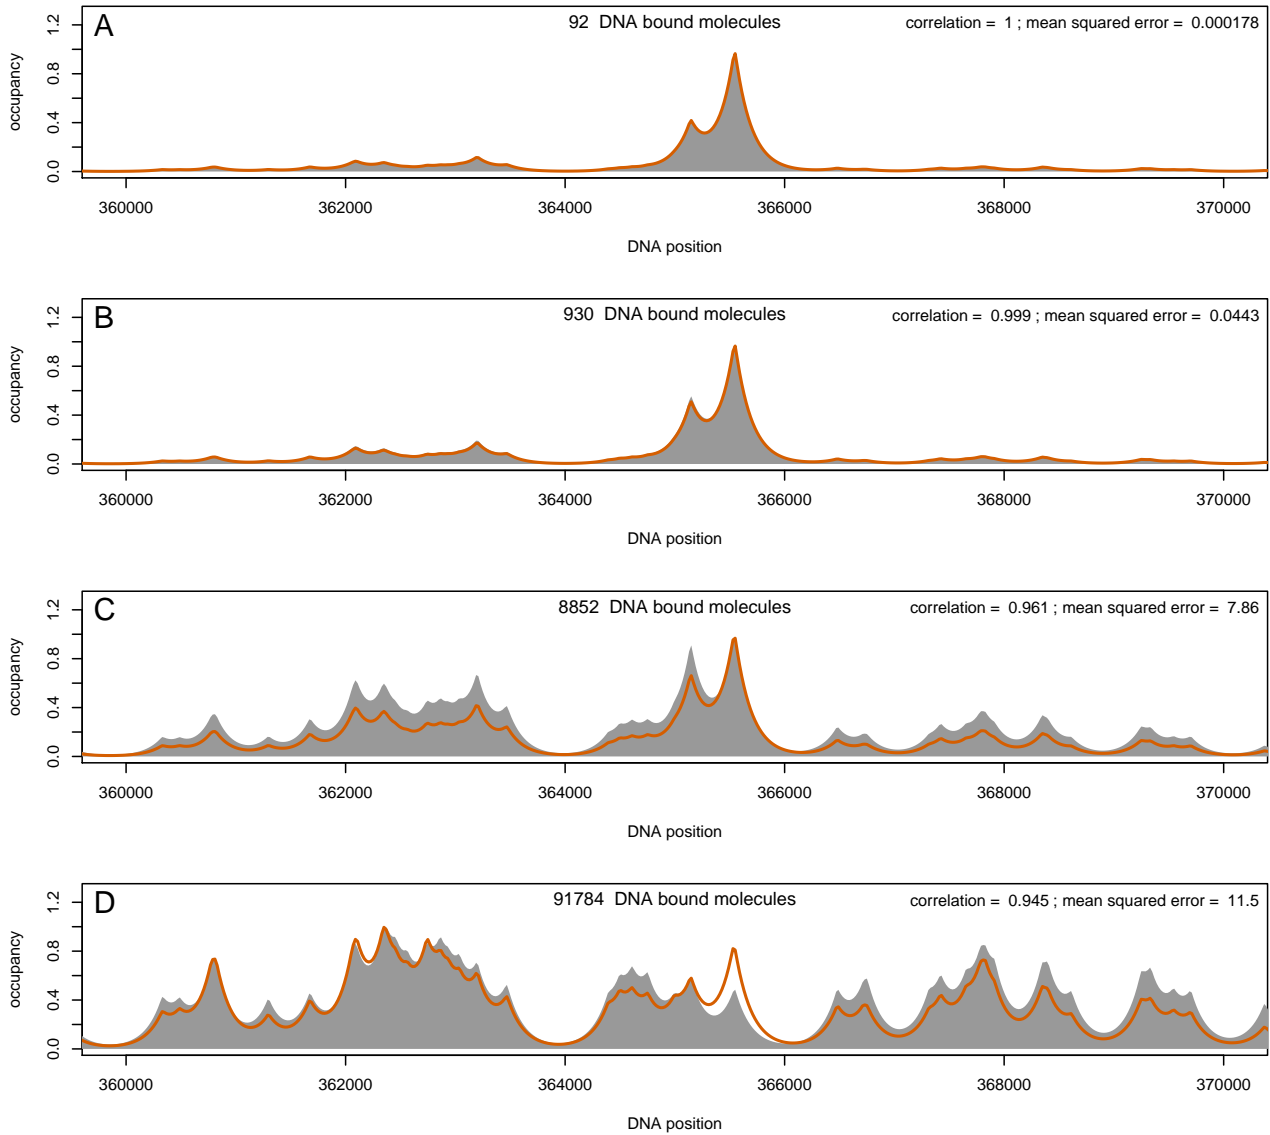 A
92 DNA bound molecules
correlation = 1 ; mean squared error = 0.000178
occupancy
0.0 0.4 0.8 1.2
360000 362000 364000 366000 368000 370000
DNA position
B
930 DNA bound molecules
correlation = 0.999 ; mean squared error = 0.0443
occupancy
0.0 0.4 0.8 1.2
360000 362000 364000 366000 368000 370000
DNA position
C
8852 DNA bound molecules
correlation = 0.961 ; mean squared error = 7.86
occupancy
0.0 0.4 0.8 1.2
360000 362000 364000 366000 368000 370000
DNA position
D
91784 DNA bound molecules
correlation = 0.945 ; mean squared error = 11.5
occupancy
0.0 0.4 0.8 1.2
360000 362000 364000 366000 368000 370000
DNA position